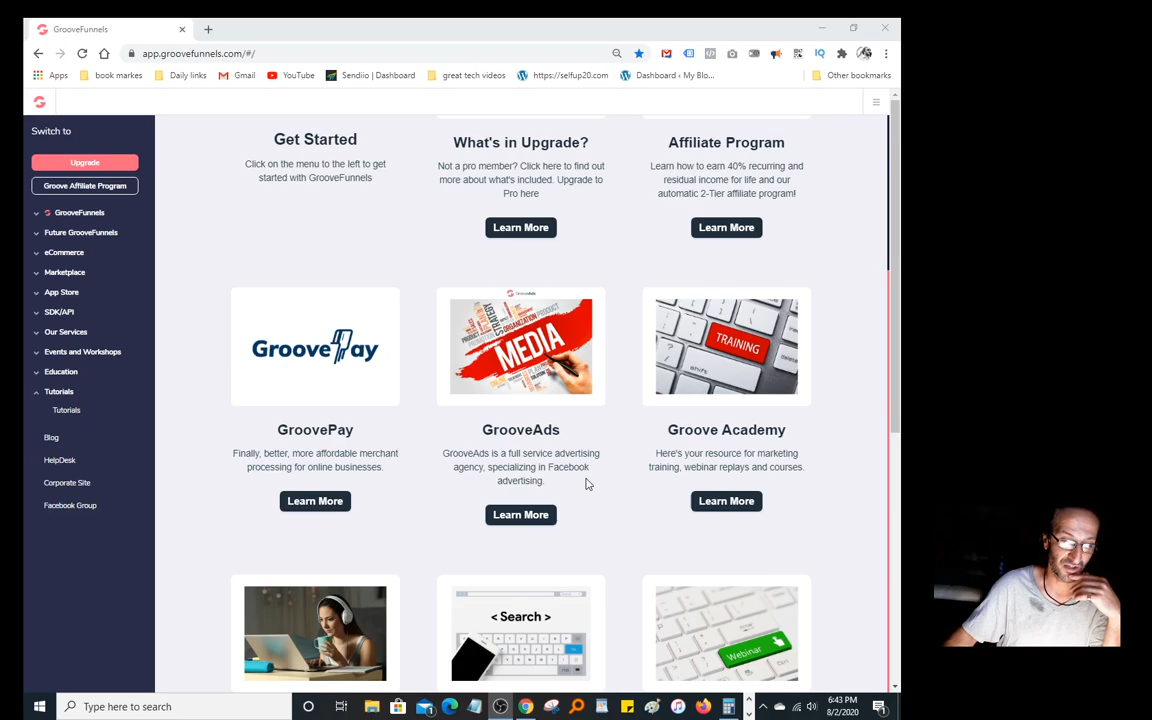 GrooveFunnels
app.groovefunnels.com/#/
Apps
book markes
Daily links
Gmail
YouTube
Sendiio | Dashboard
great tech videos
https://selfup20.com
Dashboard ‹ My Blo...
Other bookmarks
Switch to
Upgrade
Groove Affiliate Program
GrooveFunnels
Future GrooveFunnels
eCommerce
Marketplace
App Store
SDK/API
Our Services
Events and Workshops
Education
Tutorials
Tutorials
Blog
HelpDesk
Corporate Site
Facebook Group
Get Started
Click on the menu to the left to get
started with GrooveFunnels
What's in Upgrade?
Not a pro member? Click here to find out
more about what's included. Upgrade to
Pro here
Learn More
Affiliate Program
Learn how to earn 40% recurring and
residual income for life and our
automatic 2-Tier affiliate program!
Learn More
GroovePay
GroovePay
Finally, better, more affordable merchant
processing for online businesses.
Learn More
GrooveAds
STRATEGY
PRODUCT
ORGANIZATION
MEDIA
GrooveAds
GrooveAds is a full service advertising
agency, specializing in Facebook
advertising.
Learn More
TRAINING
shift
Groove Academy
Here's your resource for marketing
training, webinar replays and courses.
Learn More
< Search >
Webinar
Type here to search
6:43 PM
8/2/2020